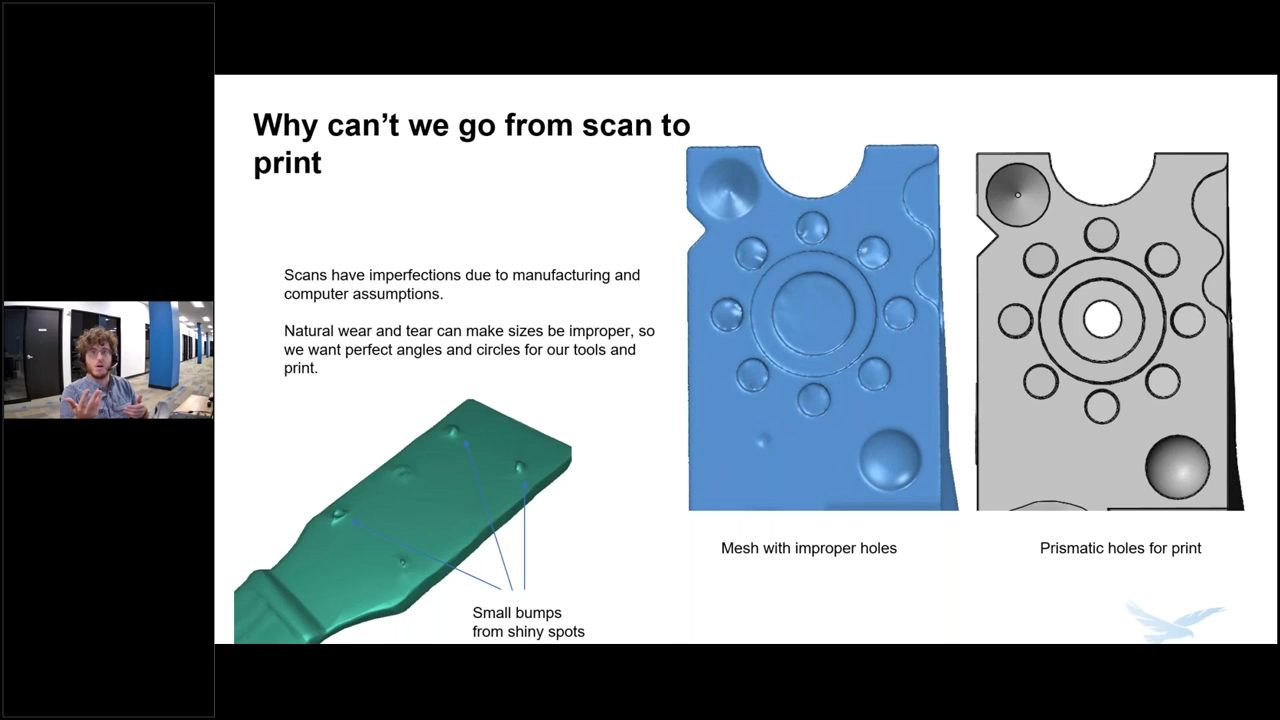 Why can’t we go from scan to
print
Scans have imperfections due to manufacturing and
computer assumptions.
Natural wear and tear can make sizes be improper, so
we want perfect angles and circles for our tools and
print.
Small bumps
from shiny spots
Mesh with improper holes
Prismatic holes for print